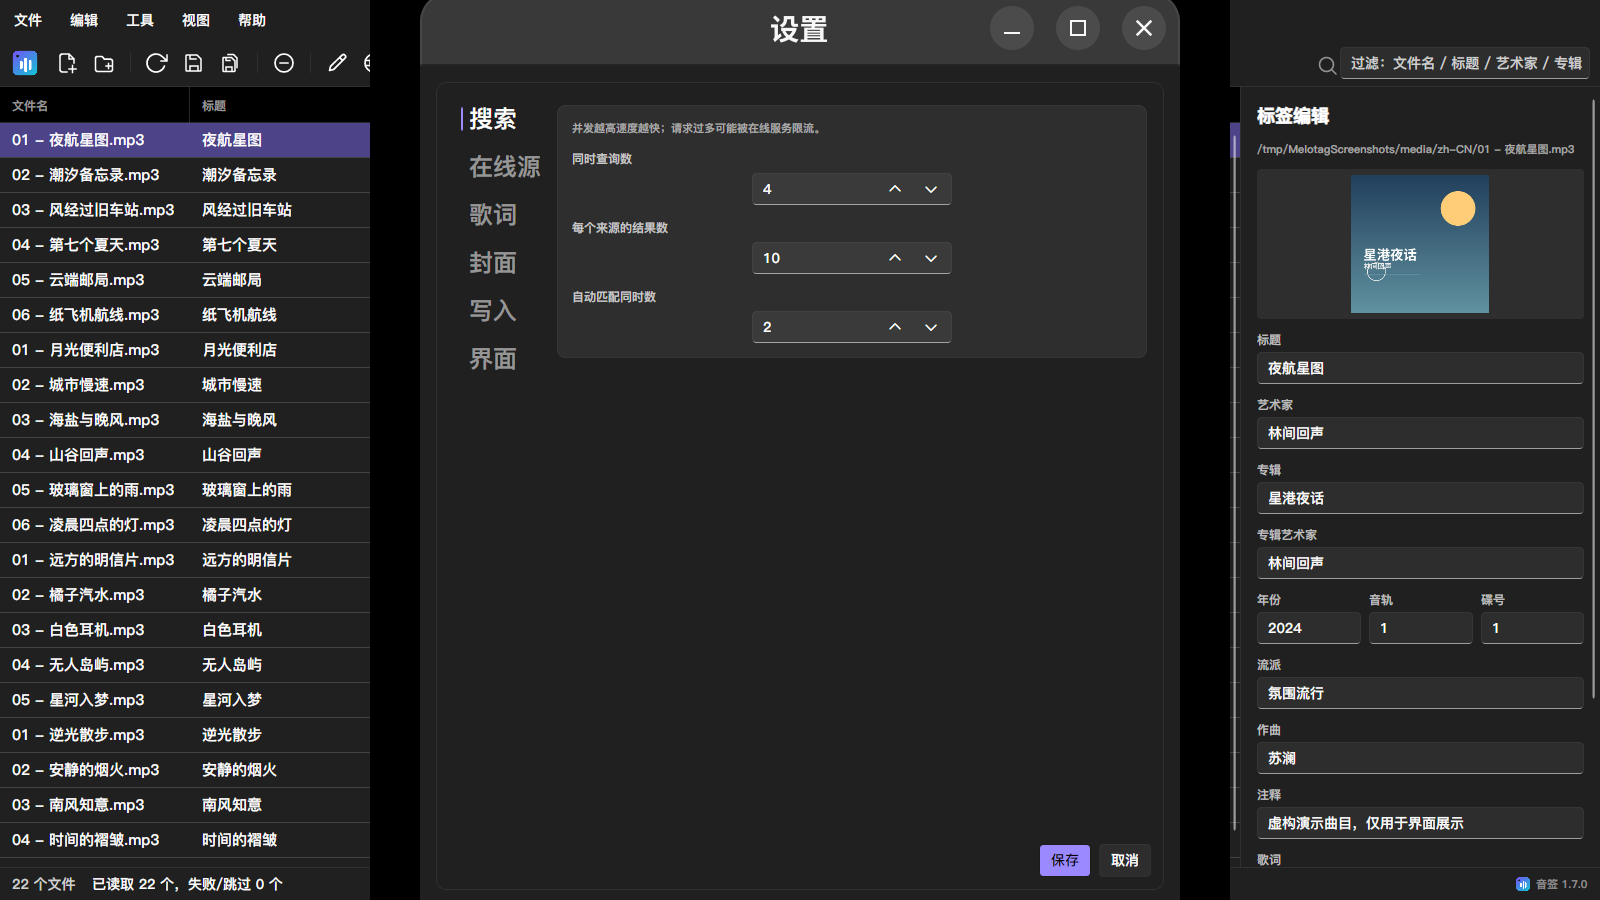 文件 编辑 工具 视图 帮助
过滤：文件名 / 标题 / 艺术家 / 专辑
文件名 标题
01 – 夜航星图.mp3 夜航星图
02 – 潮汐备忘录.mp3 潮汐备忘录
03 – 风经过旧车站.mp3 风经过旧车站
04 – 第七个夏天.mp3 第七个夏天
05 – 云端邮局.mp3 云端邮局
06 – 纸飞机航线.mp3 纸飞机航线
01 – 月光便利店.mp3 月光便利店
02 – 城市慢速.mp3 城市慢速
03 – 海盐与晚风.mp3 海盐与晚风
04 – 山谷回声.mp3 山谷回声
05 – 玻璃窗上的雨.mp3 玻璃窗上的雨
06 – 凌晨四点的灯.mp3 凌晨四点的灯
01 – 远方的明信片.mp3 远方的明信片
02 – 橘子汽水.mp3 橘子汽水
03 – 白色耳机.mp3 白色耳机
04 – 无人岛屿.mp3 无人岛屿
05 – 星河入梦.mp3 星河入梦
01 – 逆光散步.mp3 逆光散步
02 – 安静的烟火.mp3 安静的烟火
03 – 南风知意.mp3 南风知意
04 – 时间的褶皱.mp3 时间的褶皱
22 个文件 已读取 22 个，失败/跳过 0 个
设置
搜索
在线源
歌词
封面
写入
界面
并发越高速度越快；请求过多可能被在线服务限流。
同时查询数
4
每个来源的结果数
10
自动匹配同时数
2
保存 取消
标签编辑
/tmp/MelotagScreenshots/media/zh-CN/01 – 夜航星图.mp3
星港夜话
林间回声
标题
夜航星图
艺术家
林间回声
专辑
星港夜话
专辑艺术家
林间回声
年份 音轨 碟号
2024 1 1
流派
氛围流行
作曲
苏澜
注释
虚构演示曲目，仅用于界面展示
歌词
音签 1.7.0